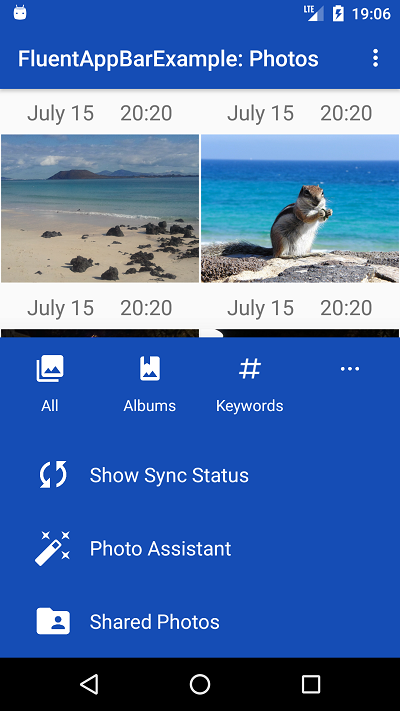 LTE 19:06
FluentAppBarExample: Photos
July 15 20:20 July 15 20:20
July 15 20:20 July 15 20:20
All Albums Keywords
Show Sync Status
Photo Assistant
Shared Photos